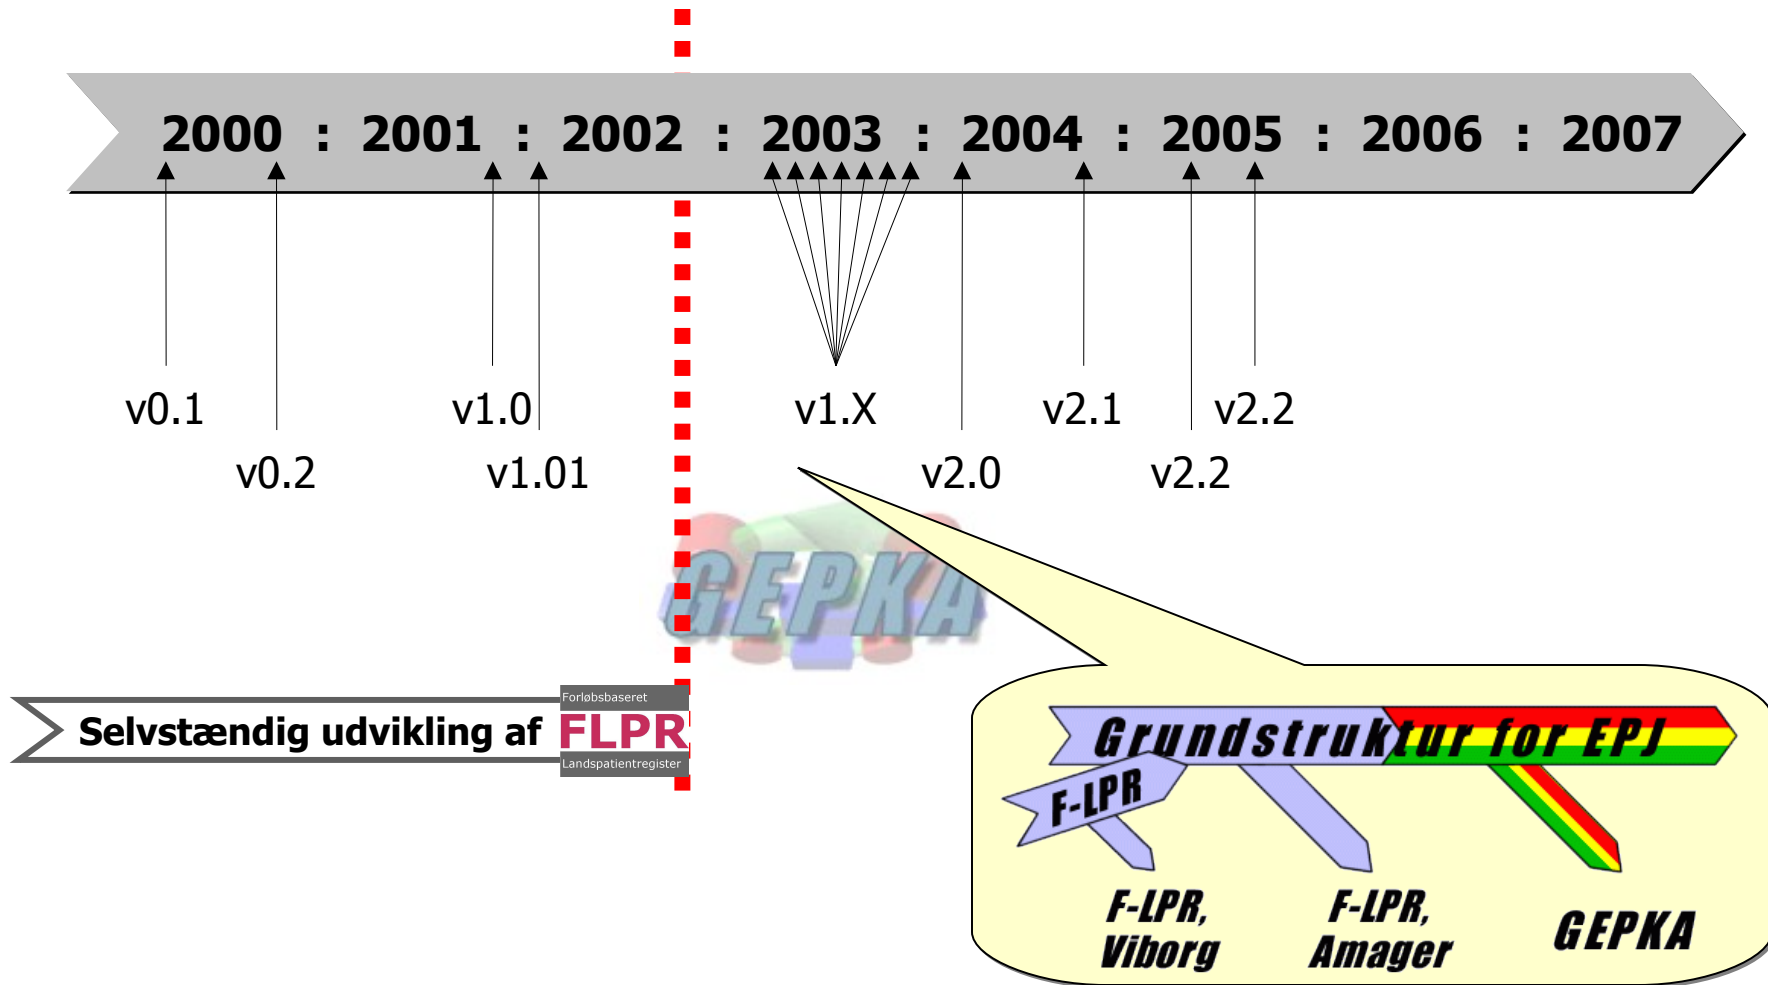 2000 : 2001 : 2002 : 2003 : 2004 : 2005 : 2006 : 2007
v0.1
v1.0
v1.X
v2.1
v2.2
v0.2
v1.01
v2.0
v2.2
GEPKA
Selvstændig udvikling af
Forløbsbaseret
FLPR
Landspatientregister
Grundstruktur for EPJ
F-LPR
F-LPR,
Viborg
F-LPR,
Amager
GEPKA